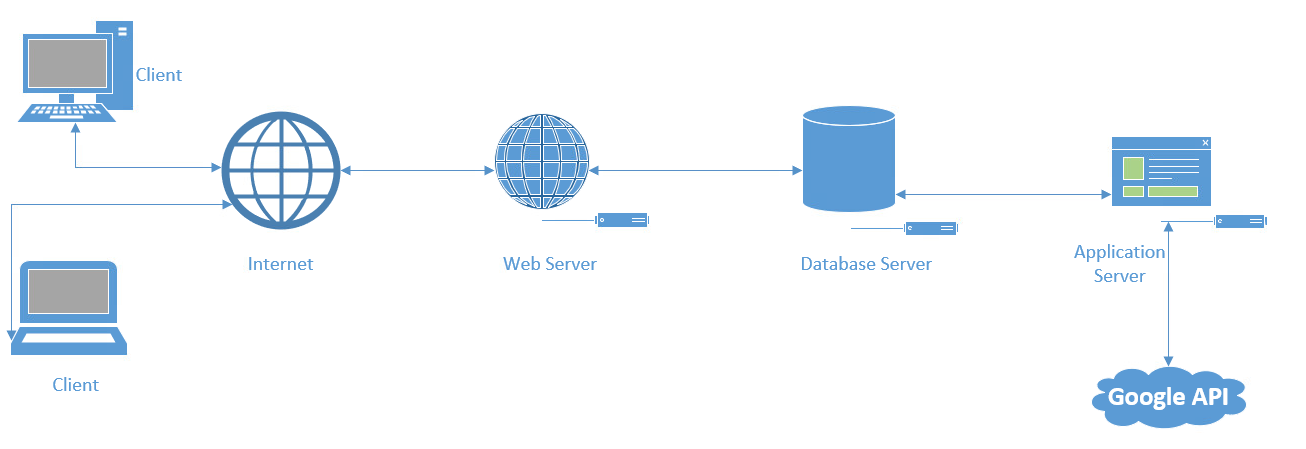 Client
Internet
Web Server
Database Server
Application
Server
Client
Google API